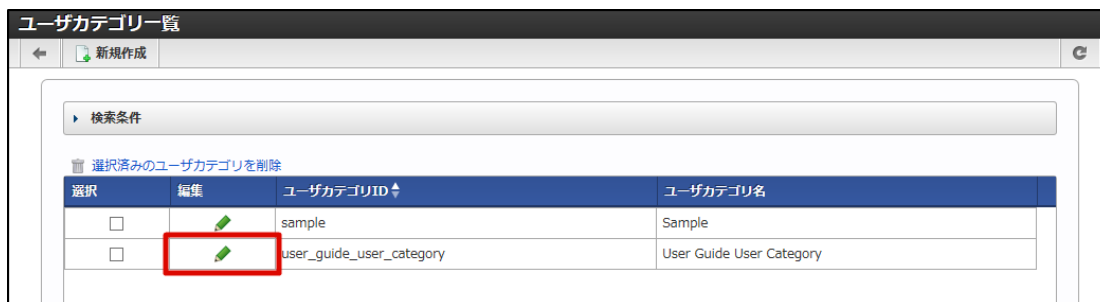 ユーザカテゴリ一覧
新規作成
検索条件
選択済みのユーザカテゴリを削除
選択 編集 ユーザカテゴリID ユーザカテゴリ名
sample Sample
user_guide_user_category User Guide User Category